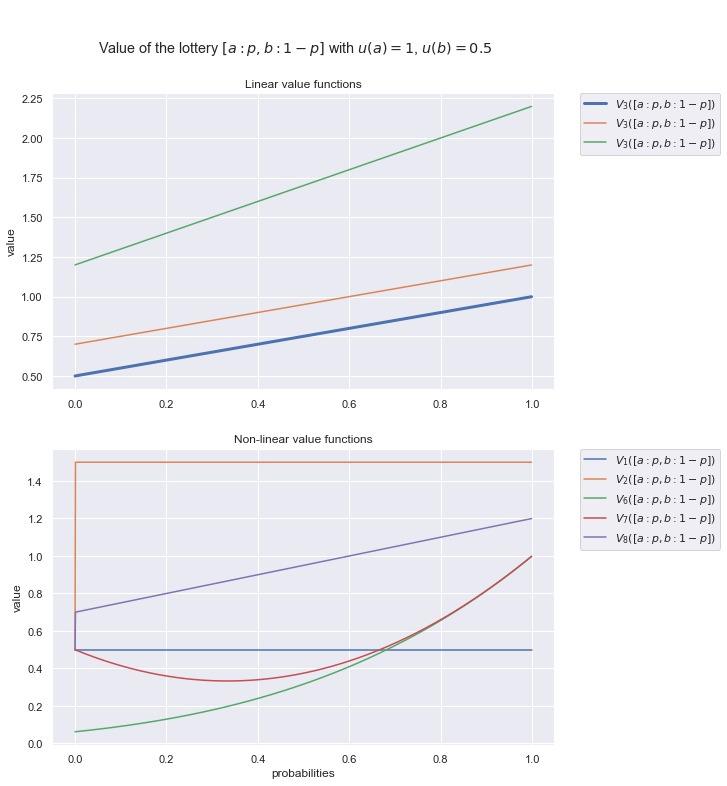 Value of the lottery [a : p, b : 1 − p] with u(a) = 1, u(b) = 0.5
Linear value functions
2.25
2.00
1.75
1.50
1.25
1.00
0.75
0.50
value
0.0 0.2 0.4 0.6 0.8 1.0
V₃([a : p, b : 1 − p])
V₃([a : p, b : 1 − p])
V₃([a : p, b : 1 − p])
Non-linear value functions
1.4
1.2
1.0
0.8
0.6
0.4
0.2
0.0
value
0.0 0.2 0.4 0.6 0.8 1.0
probabilities
V₁([a : p, b : 1 − p])
V₂([a : p, b : 1 − p])
V₆([a : p, b : 1 − p])
V₇([a : p, b : 1 − p])
V₈([a : p, b : 1 − p])